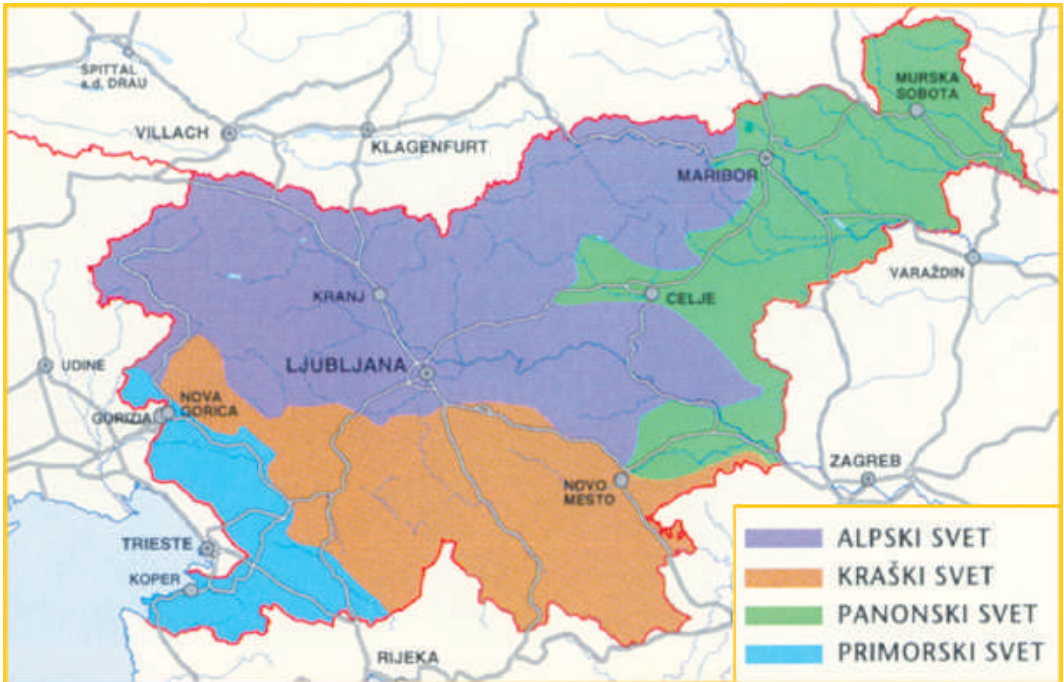 SPITTAL
a.d. DRAU
VILLACH
KLAGENFURT
MURSKA
SOBOTA
MARIBOR
VARAŽDIN
KRANJ
CELJE
UDINE
LJUBLJANA
NOVA
GORICA
GORIZIA
ZAGREB
NOVO
MESTO
TRIESTE
KOPER
RIJEKA
ALPSKI SVET
KRAŠKI SVET
PANONSKI SVET
PRIMORSKI SVET